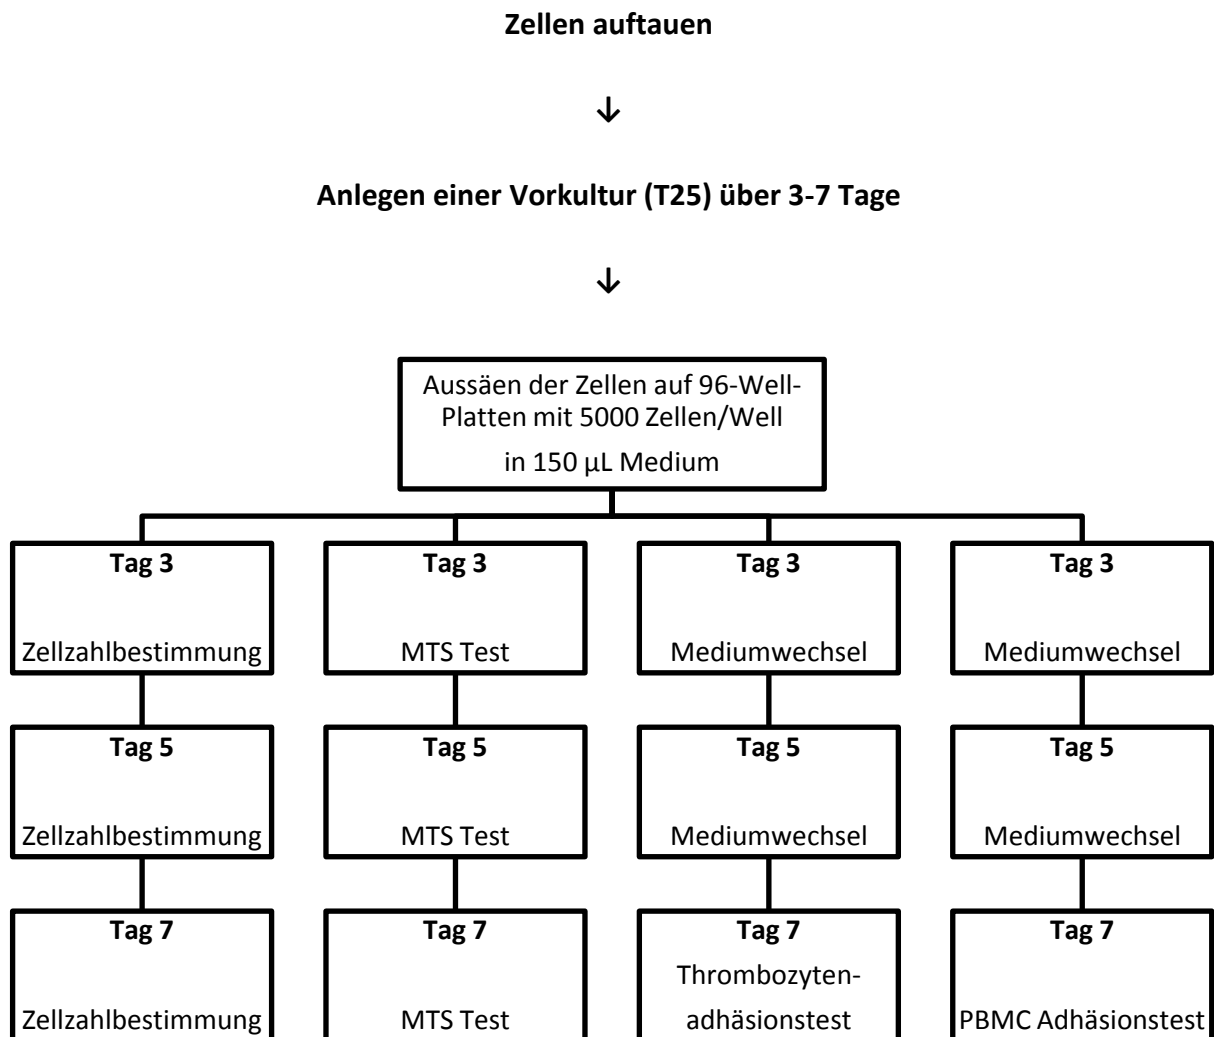 Zellen auftauen
↓
Anlegen einer Vorkultur (T25) über 3-7 Tage
↓
Aussäen der Zellen auf 96-Well-
Platten mit 5000 Zellen/Well
in 150 µL Medium
Tag 3
Zellzahlbestimmung
Tag 3
MTS Test
Tag 3
Mediumwechsel
Tag 3
Mediumwechsel
Tag 5
Zellzahlbestimmung
Tag 5
MTS Test
Tag 5
Mediumwechsel
Tag 5
Mediumwechsel
Tag 7
Zellzahlbestimmung
Tag 7
MTS Test
Tag 7
Thrombozyten-
adhäsionstest
Tag 7
PBMC Adhäsionstest